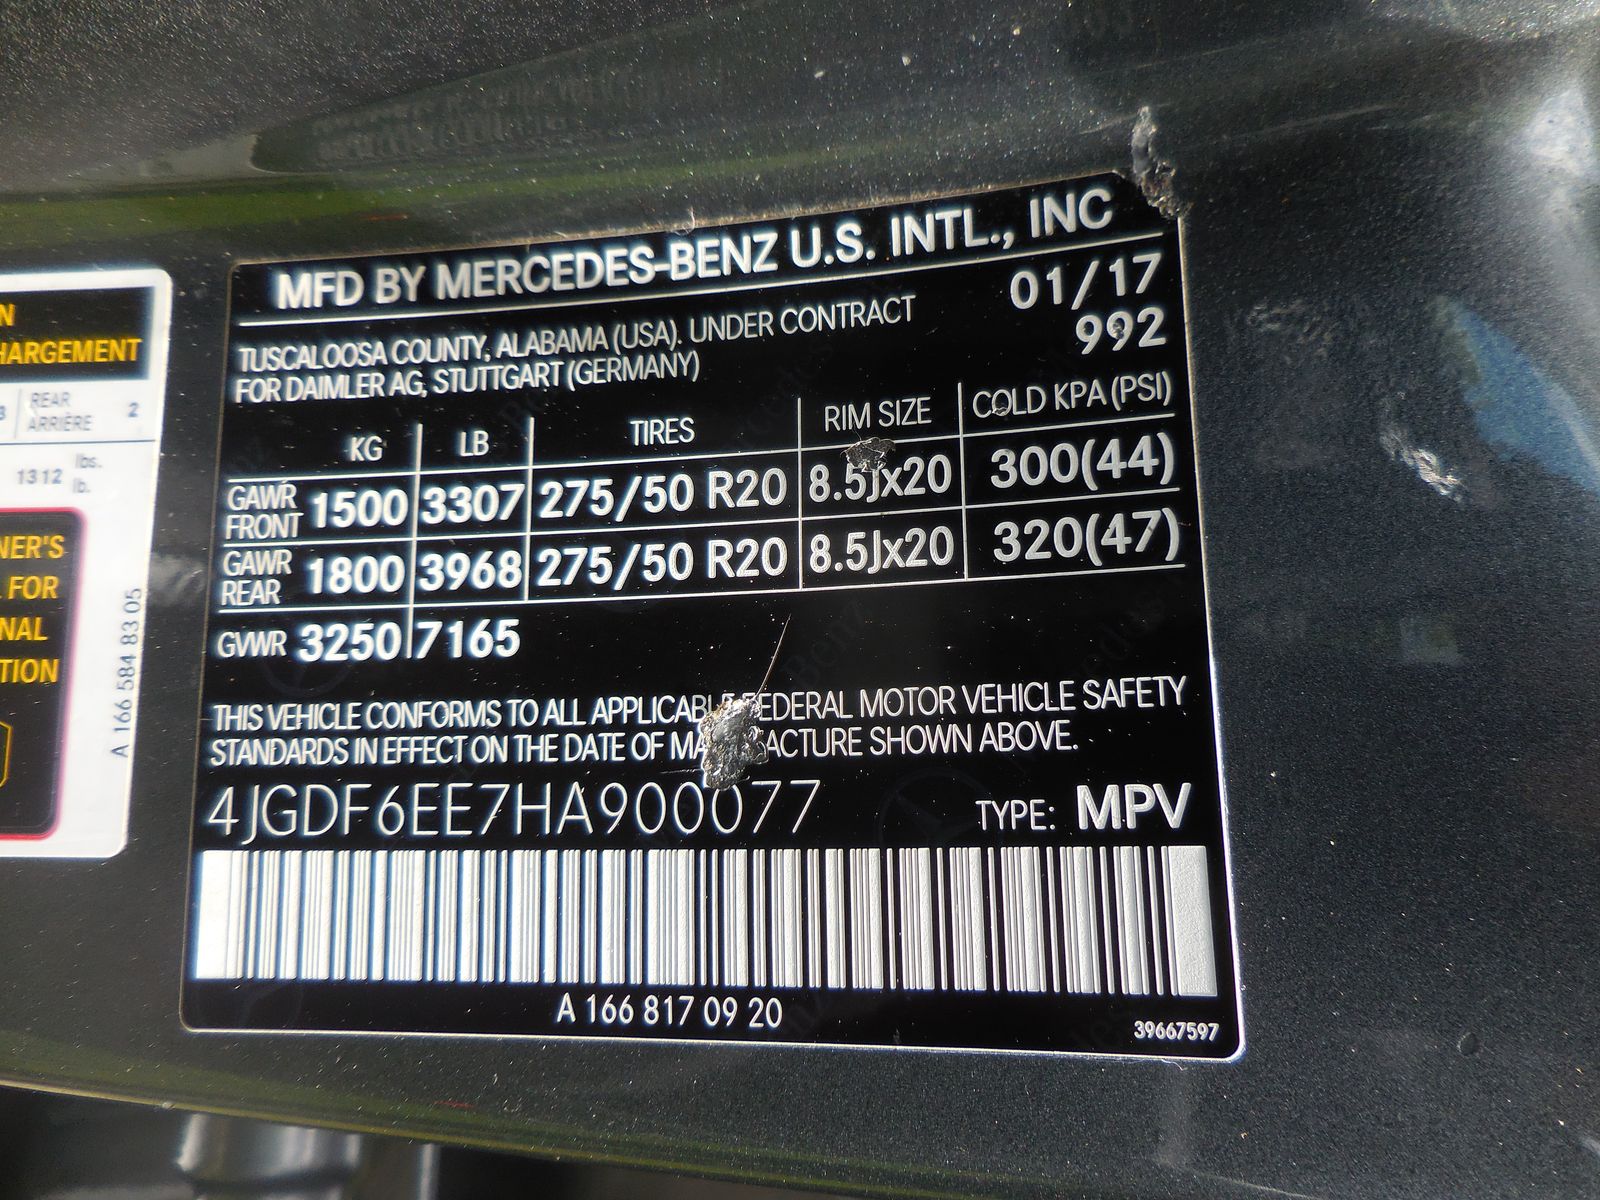 N
HARGEMENT
3 REAR ARRIÈRE 2
1312 lbs. lb.
NER'S
FOR
NAL
TION
A 166 584 83 05
MFD BY MERCEDES-BENZ U.S. INTL., INC
TUSCALOOSA COUNTY, ALABAMA (USA). UNDER CONTRACT 01/17
FOR DAIMLER AG, STUTTGART (GERMANY) 992
KG LB TIRES RIM SIZE COLD KPA (PSI)
GAWR FRONT 1500 3307 275/50 R20 8.5Jx20 300(44)
GAWR REAR 1800 3968 275/50 R20 8.5Jx20 320(47)
GVWR 3250 7165
THIS VEHICLE CONFORMS TO ALL APPLICABLE FEDERAL MOTOR VEHICLE SAFETY
STANDARDS IN EFFECT ON THE DATE OF MA ACTURE SHOWN ABOVE.
4JGDF6EE7HA900077 TYPE: MPV
A 166 817 09 20
39667597